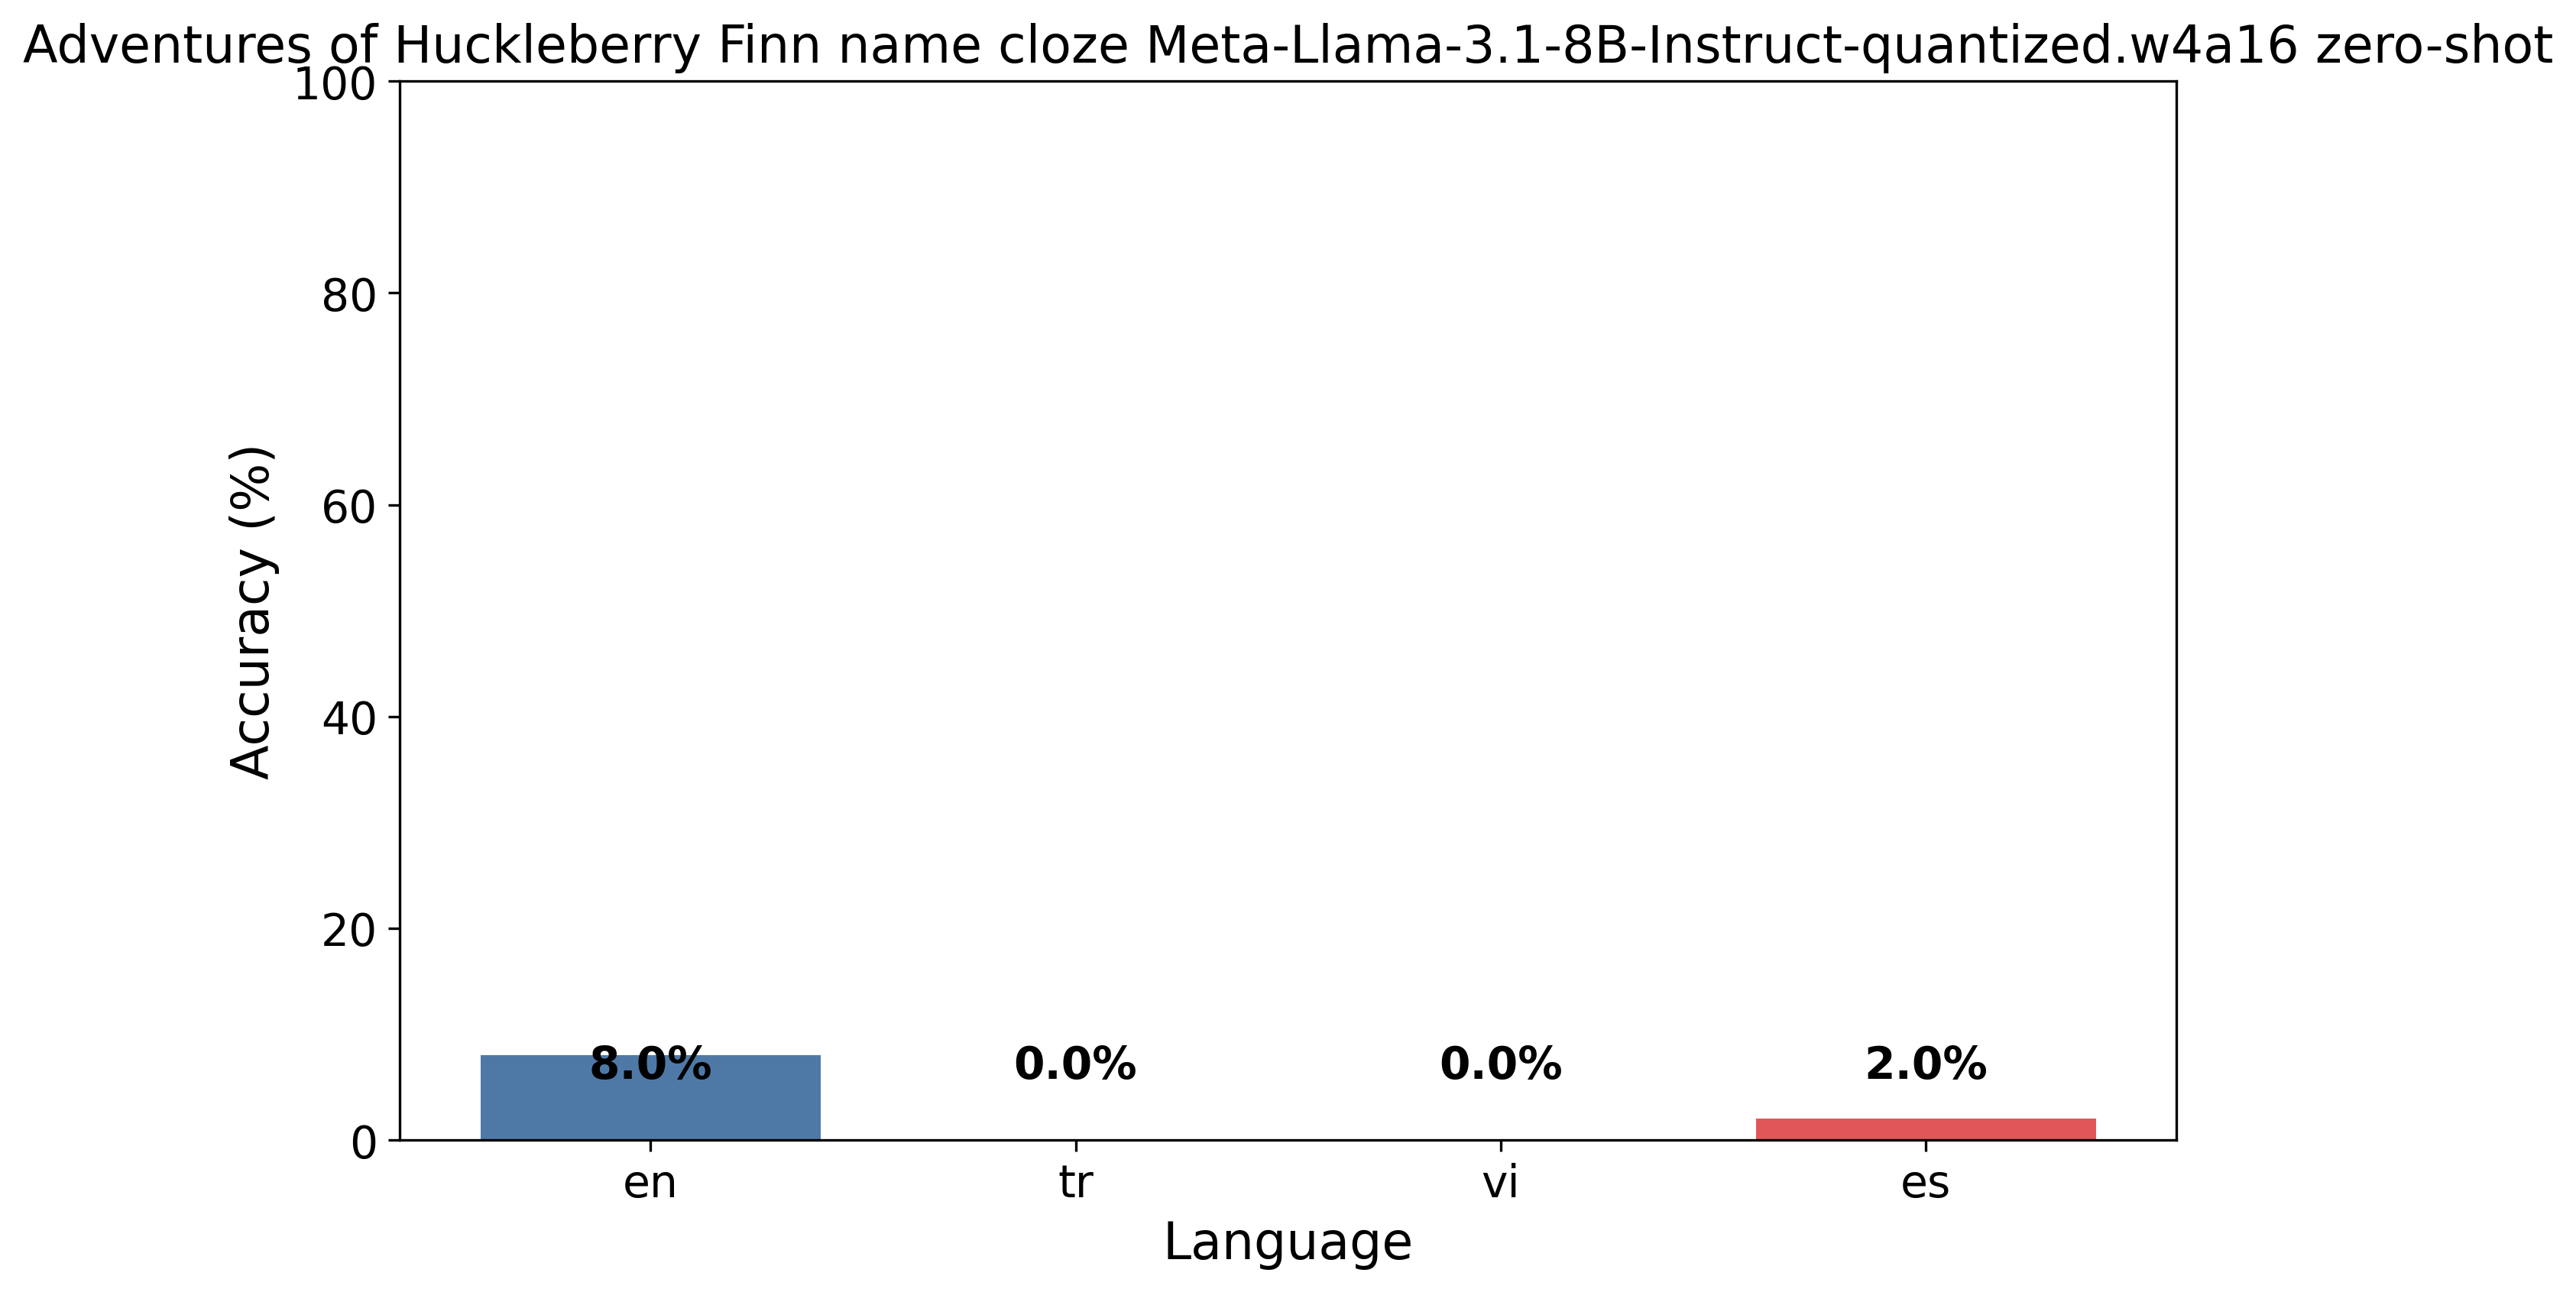 Adventures of Huckleberry Finn name cloze Meta-Llama-3.1-8B-Instruct-quantized.w4a16 zero-shot
100
80
60
40
20
0
Accuracy (%)
8.0%
0.0%
0.0%
2.0%
en
tr
vi
es
Language